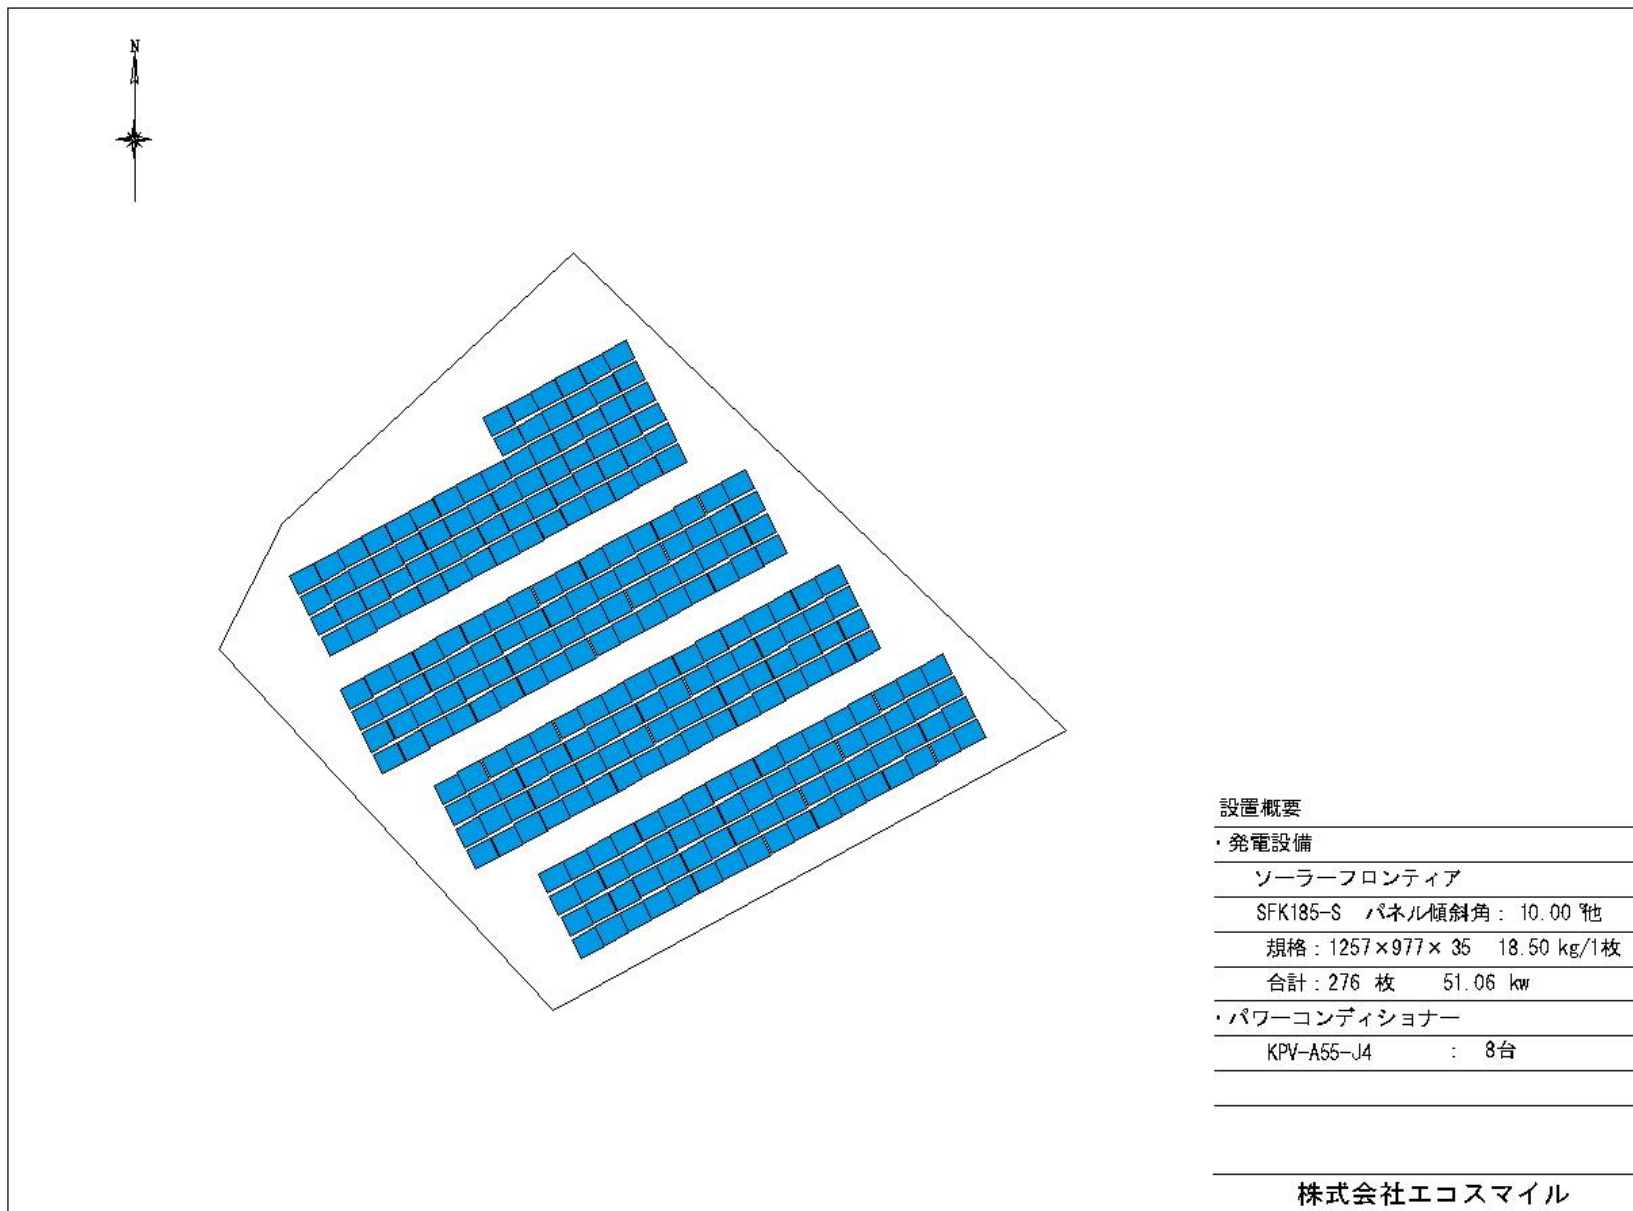 N
設置概要
・発電設備
ソーラーフロンティア
SFK185-S パネル傾斜角: 10.00 他
規格:1257×977× 35 18.50 kg/1枚
合計:276 枚 51.06 kw
・パワーコンディショナー
KPV-A55-J4 : 8台
株式会社エコスマイル